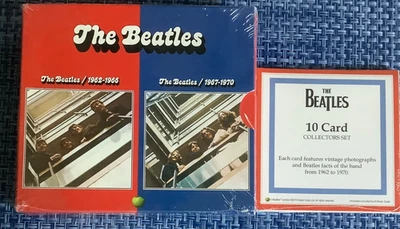 The Beatles
The Beatles / 1962-1966
The Beatles / 1967-1970
THE
BEATLES
10 Card
COLLECTORS SET
Each card features vintage photographs
and Beatles facts of the band
from 1962 to 1970